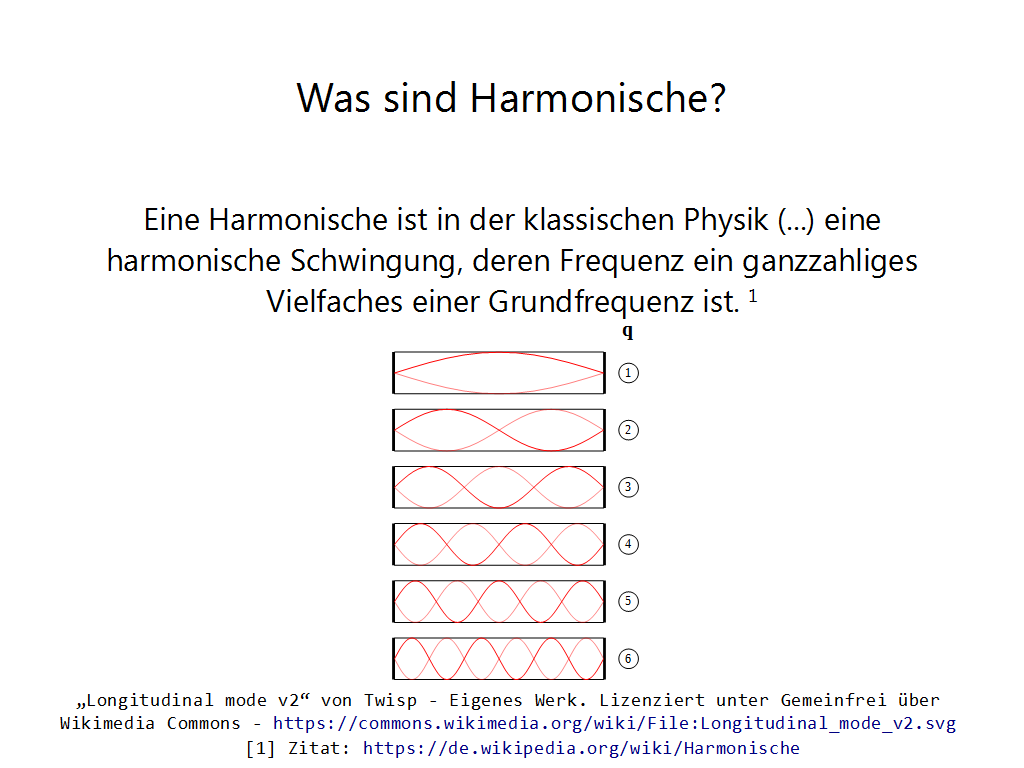 Was sind Harmonische?
Eine Harmonische ist in der klassischen Physik (...) eine
harmonische Schwingung, deren Frequenz ein ganzzahliges
Vielfaches einer Grundfrequenz ist. ¹
q
1
2
3
4
5
6
„Longitudinal mode v2“ von Twisp - Eigenes Werk. Lizenziert unter Gemeinfrei über
Wikimedia Commons - https://commons.wikimedia.org/wiki/File:Longitudinal_mode_v2.svg
[1] Zitat: https://de.wikipedia.org/wiki/Harmonische